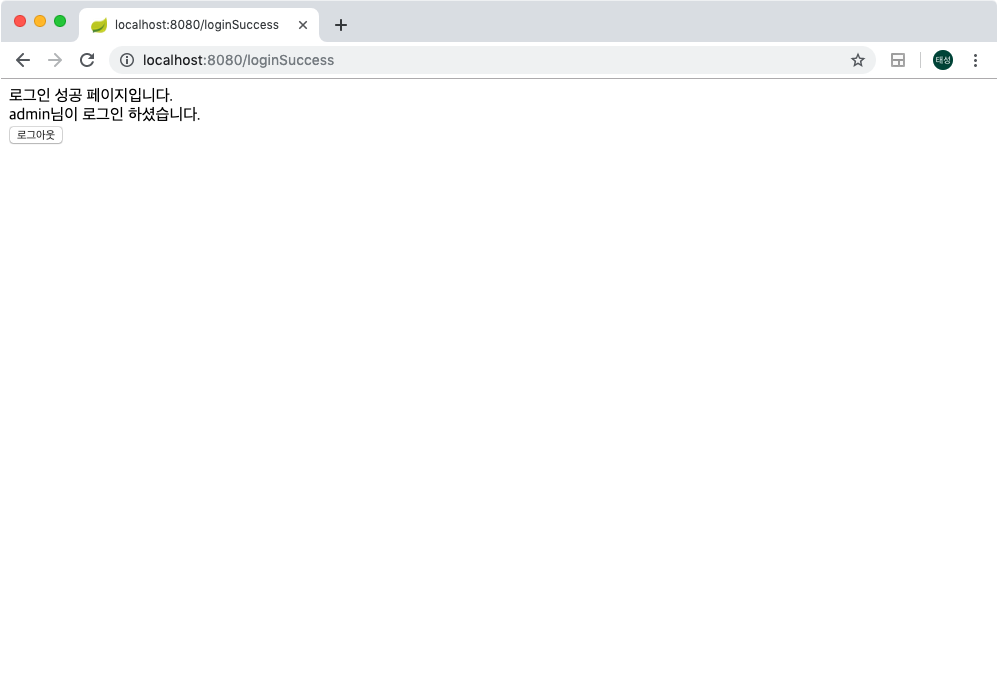 localhost:8080/loginSuccess
localhost:8080/loginSuccess
태성
로그인 성공 페이지입니다.
admin님이 로그인 하셨습니다.
로그아웃